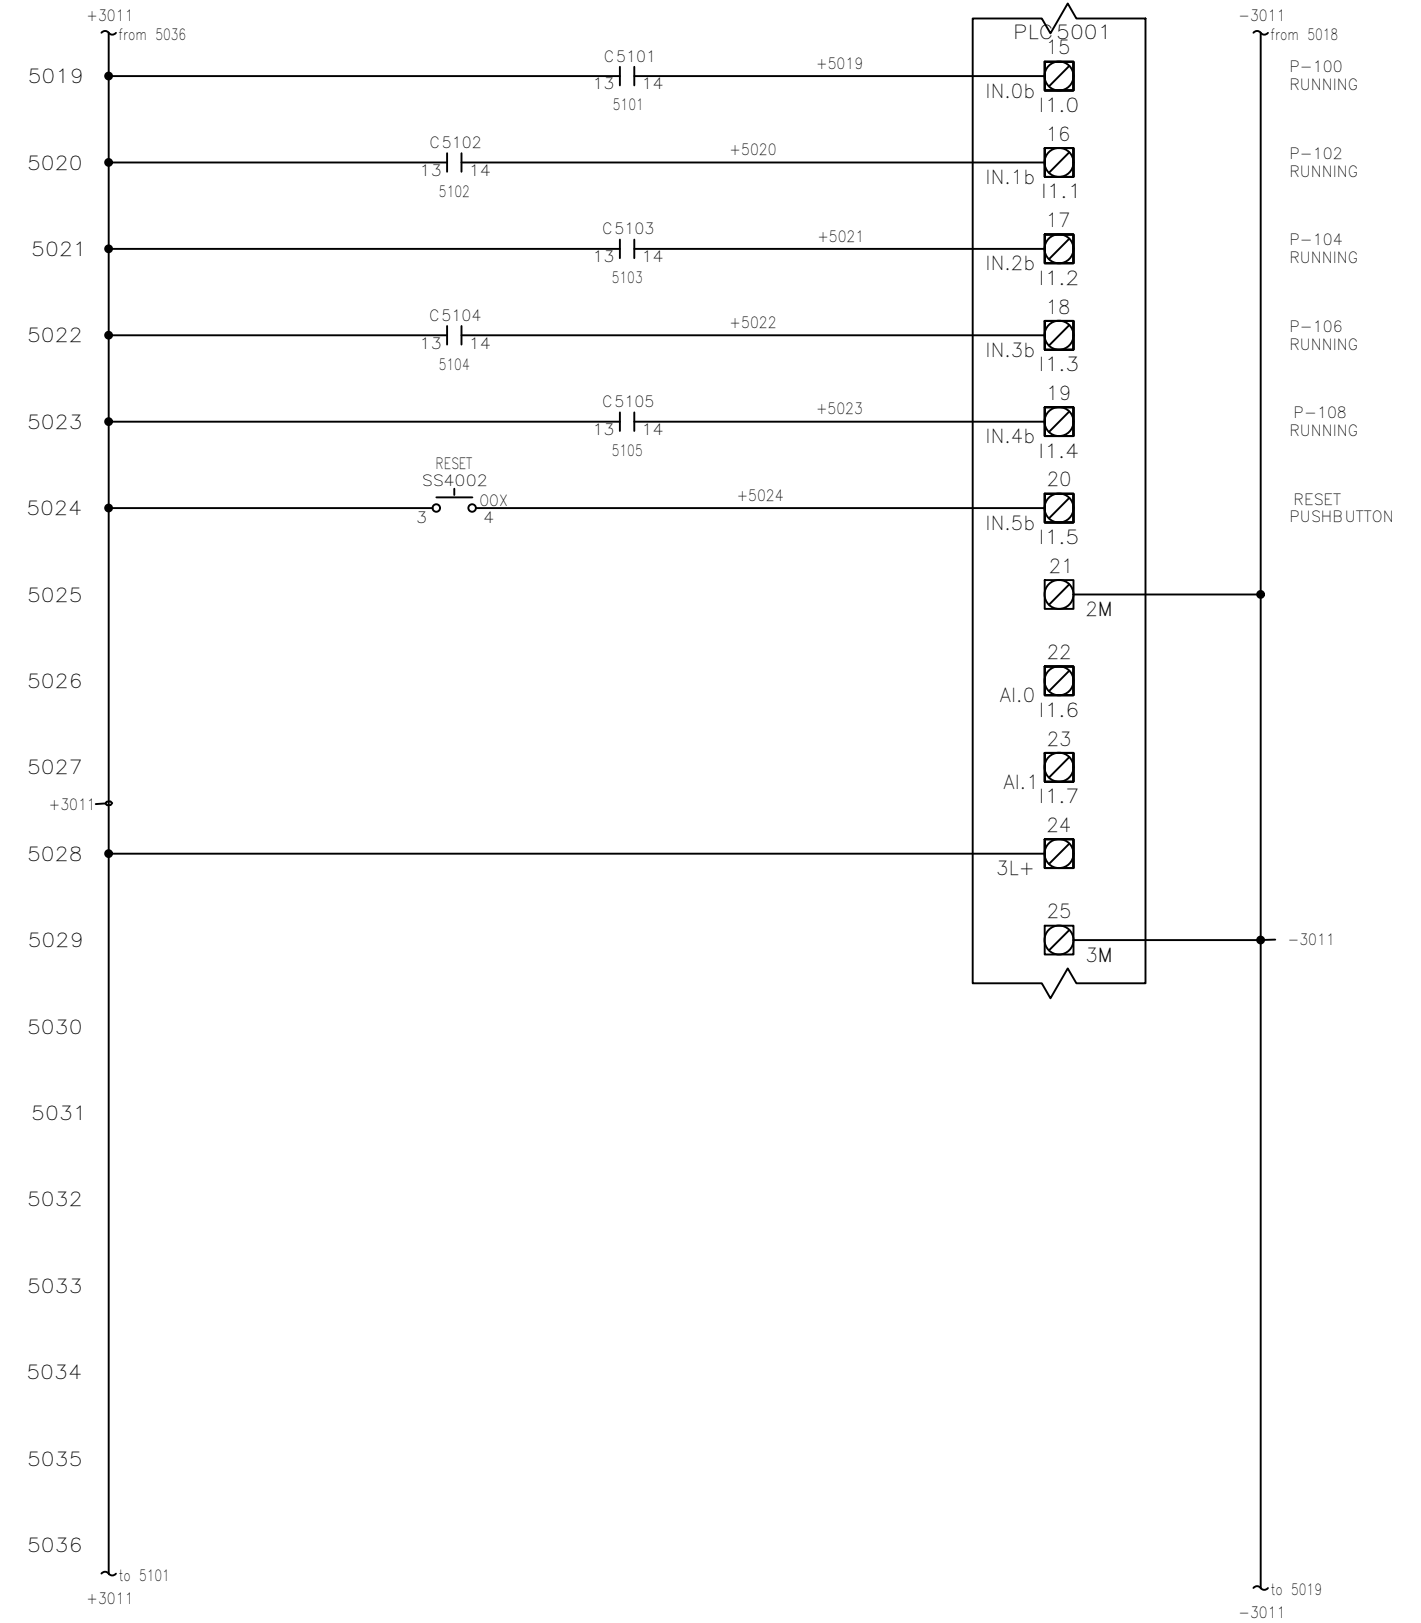 +3011
from 5036
-3011
from 5018
PLC5001
5019
C5101
13 14
5101
+5019
15
IN.0b
I1.0
P-100
RUNNING
5020
C5102
13 14
5102
+5020
16
IN.1b
I1.1
P-102
RUNNING
5021
C5103
13 14
5103
+5021
17
IN.2b
I1.2
P-104
RUNNING
5022
C5104
13 14
5104
+5022
18
IN.3b
I1.3
P-106
RUNNING
5023
C5105
13 14
5105
+5023
19
IN.4b
I1.4
P-108
RUNNING
5024
RESET
SS4002
00X
3 4
+5024
20
IN.5b
I1.5
RESET
PUSHBUTTON
5025
21
2M
5026
22
AI.0
I1.6
5027
23
AI.1
I1.7
+3011
5028
24
3L+
5029
25
3M
-3011
5030
5031
5032
5033
5034
5035
5036
to 5101
+3011
to 5019
-3011